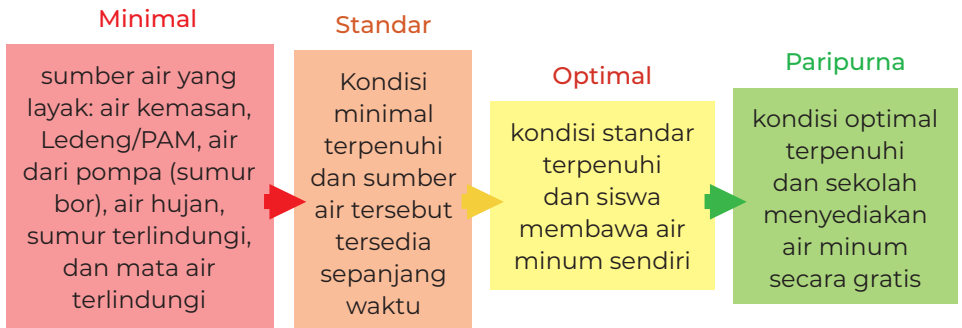 Minimal
sumber air yang
layak: air kemasan,
Ledeng/PAM, air
dari pompa (sumur
bor), air hujan,
sumur terlindungi,
dan mata air
terlindungi
Standar
Kondisi
minimal
terpenuhi
dan sumber
air tersebut
tersedia
sepanjang
waktu
Optimal
kondisi standar
terpenuhi
dan siswa
membawa air
minum sendiri
Paripurna
kondisi optimal
terpenuhi
dan sekolah
menyediakan
air minum
secara gratis